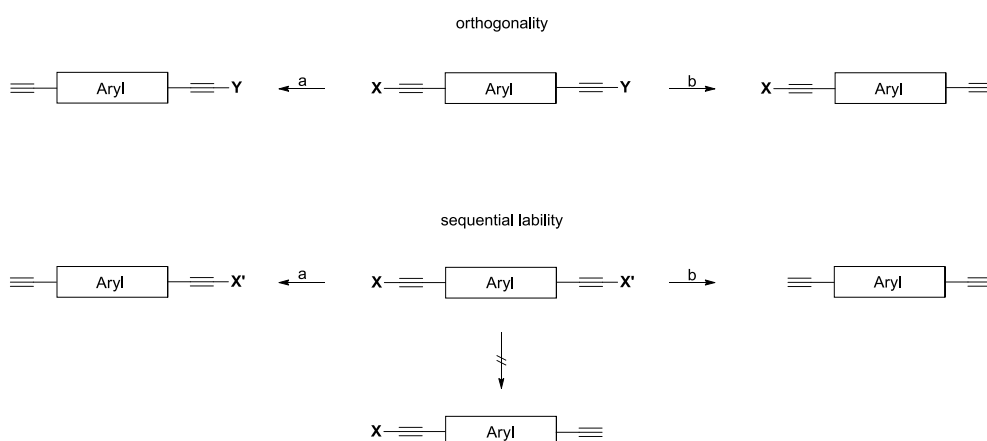 orthogonality
Aryl Y a X Aryl Y b X Aryl
sequential lability
Aryl X' a X Aryl X' b Aryl
X Aryl